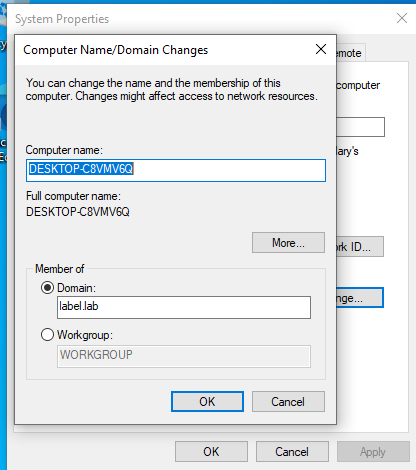 System Properties
Computer Name/Domain Changes
emote
You can change the name and the membership of this
computer. Changes might affect access to network resources.
computer
Computer name:
DESKTOP-C8VMV6Q
lary's
Full computer name:
DESKTOP-C8VMV6Q
More...
rk ID...
Member of
Domain:
label.lab
nge...
Workgroup:
WORKGROUP
OK Cancel
OK Cancel Apply